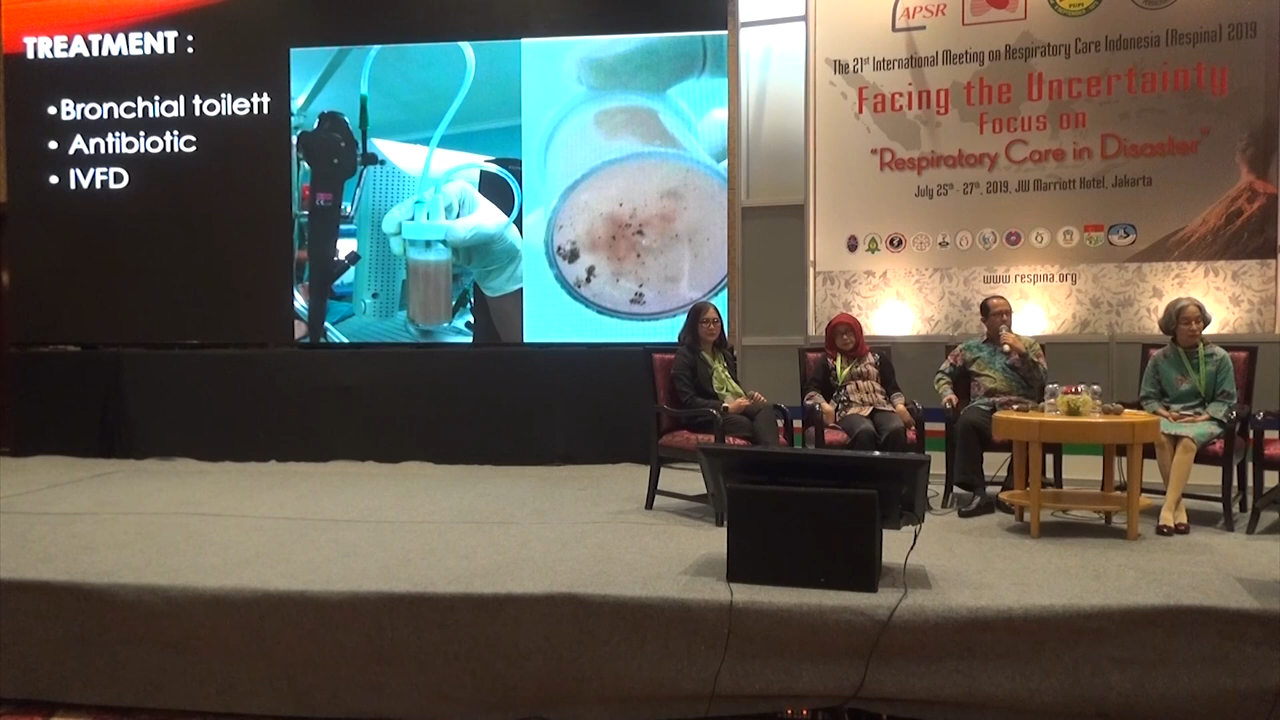 TREATMENT :
•Bronchial toilett
• Antibiotic
• IVFD
APSR
The 21st International Meeting on Respiratory Care Indonesia (Respina) 2019
Facing the Uncertainty
Focus on
"Respiratory Care in Disaster"
July 25th - 27th, 2019, JW Marriott Hotel, Jakarta
www.respina.org